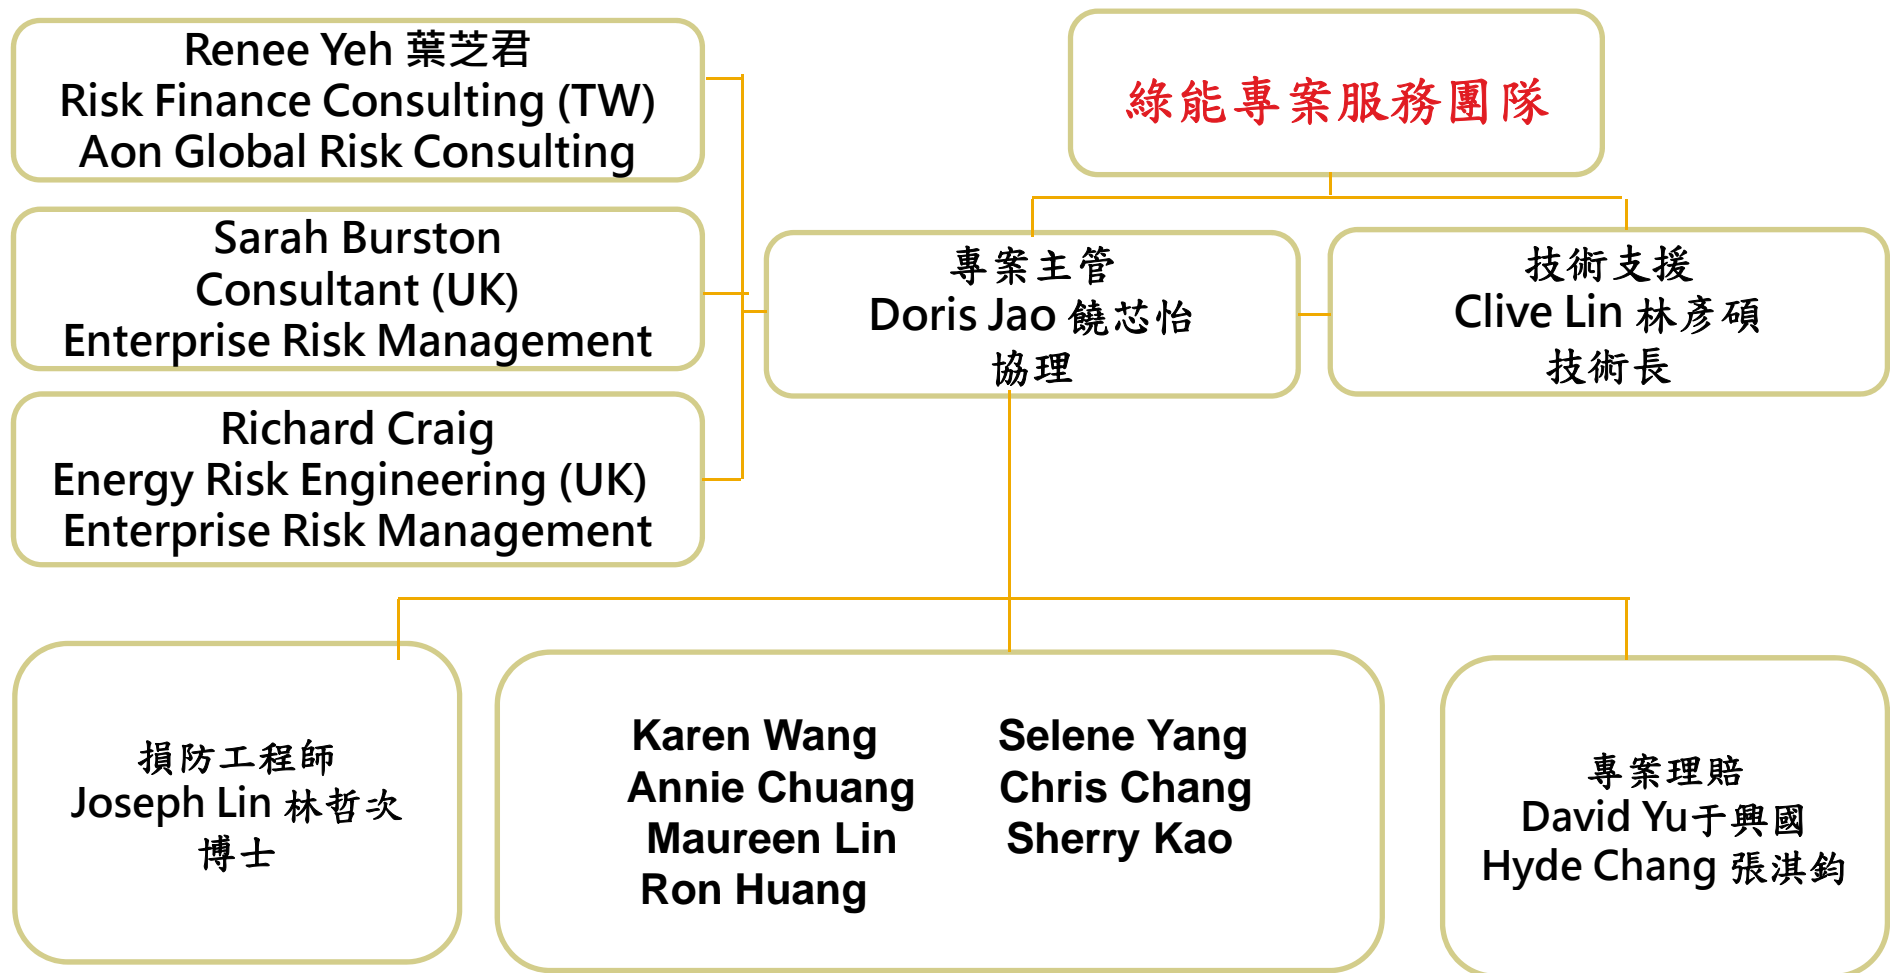 綠能專案服務團隊
Renee Yeh 葉芝君
Risk Finance Consulting (TW)
Aon Global Risk Consulting
Sarah Burston
Consultant (UK)
Enterprise Risk Management
Richard Craig
Energy Risk Engineering (UK)
Enterprise Risk Management
專案主管
Doris Jao 饒芯怡
協理
技術支援
Clive Lin 林彥碩
技術長
損防工程師
Joseph Lin 林哲次
博士
Karen Wang Selene Yang
Annie Chuang Chris Chang
Maureen Lin Sherry Kao
Ron Huang
專案理賠
David Yu于興國
Hyde Chang 張淇鈞